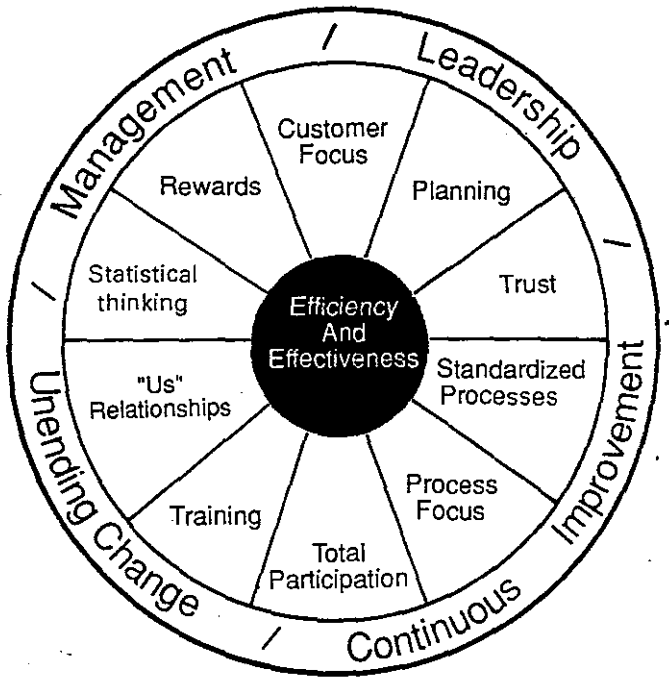 Management / Leadership / Continuous Improvement / Unending Change /
Customer
Focus
Planning
Trust
Standardized
Processes
Process
Focus
Total
Participation
Training
"Us"
Relationships
Statistical
thinking
Rewards
Efficiency
And
Effectiveness